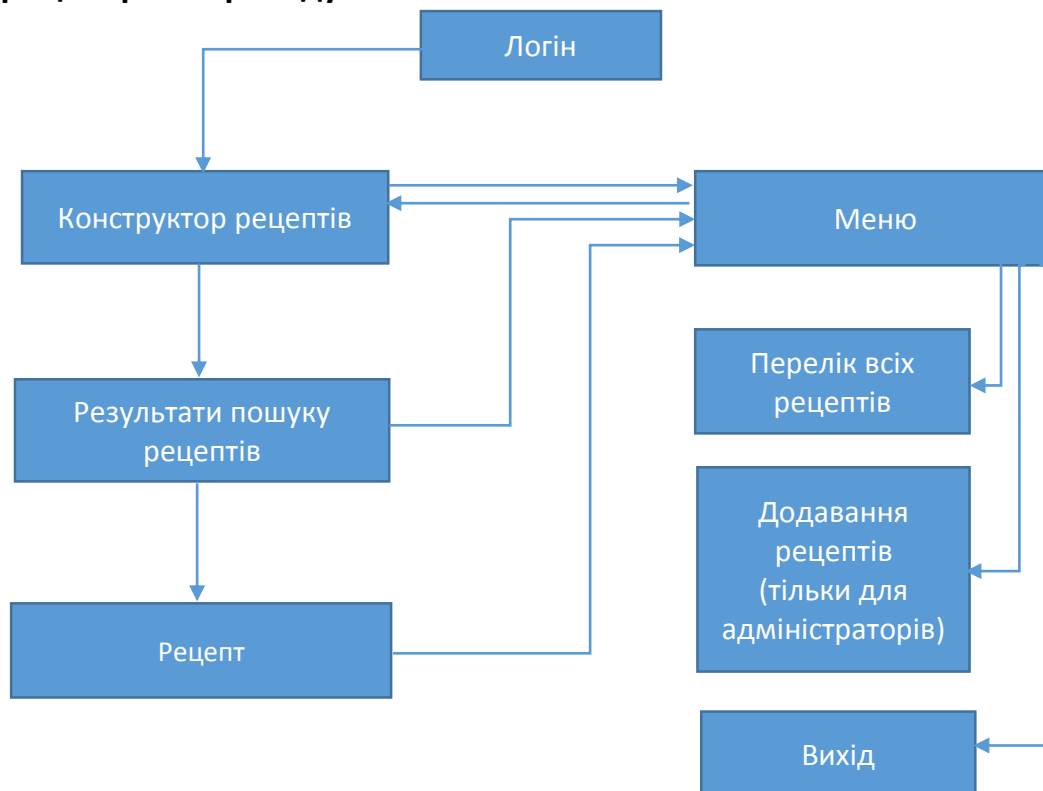 Логін
Конструктор рецептів
Меню
Перелік всіх
рецептів
Результати пошуку
рецептів
Додавання
рецептів
(тільки для
адміністраторів)
Рецепт
Вихід